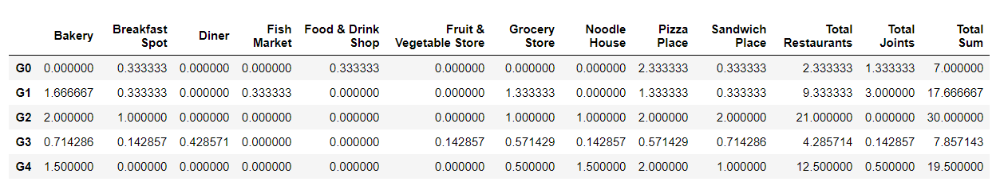 Bakery Breakfast Spot Diner Fish Market Food & Drink Shop Fruit & Vegetable Store Grocery Store Noodle House Pizza Place Sandwich Place Total Restaurants Total Joints Total Sum
G0 0.000000 0.333333 0.000000 0.000000 0.333333 0.000000 0.000000 0.000000 2.333333 0.333333 2.333333 1.333333 7.000000
G1 1.666667 0.333333 0.000000 0.333333 0.000000 0.000000 1.333333 0.000000 1.333333 0.333333 9.333333 3.000000 17.666667
G2 2.000000 1.000000 0.000000 0.000000 0.000000 0.000000 1.000000 1.000000 2.000000 2.000000 21.000000 0.000000 30.000000
G3 0.714286 0.142857 0.428571 0.000000 0.000000 0.142857 0.571429 0.142857 0.571429 0.714286 4.285714 0.142857 7.857143
G4 1.500000 0.000000 0.000000 0.000000 0.000000 0.000000 0.500000 1.500000 2.000000 1.000000 12.500000 0.500000 19.500000